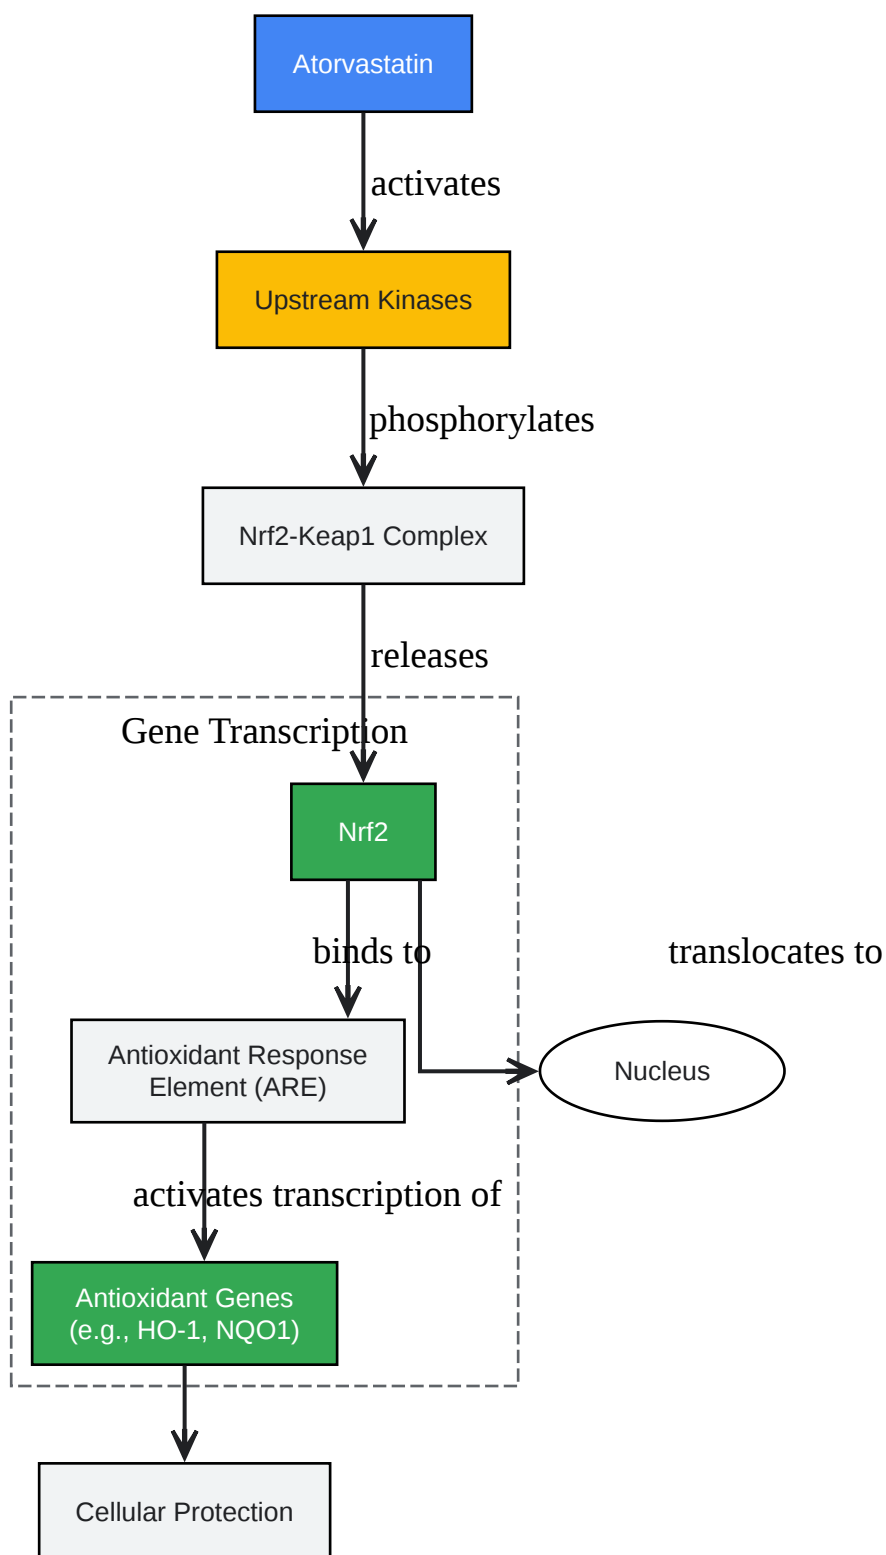 Atorvastatin
activates
Upstream Kinases
phosphorylates
Nrf2-Keap1 Complex
releases
Gene Transcription
Nrf2
binds to
translocates to
Antioxidant Response
Element (ARE)
Nucleus
activates transcription of
Antioxidant Genes
(e.g., HO-1, NQO1)
Cellular Protection